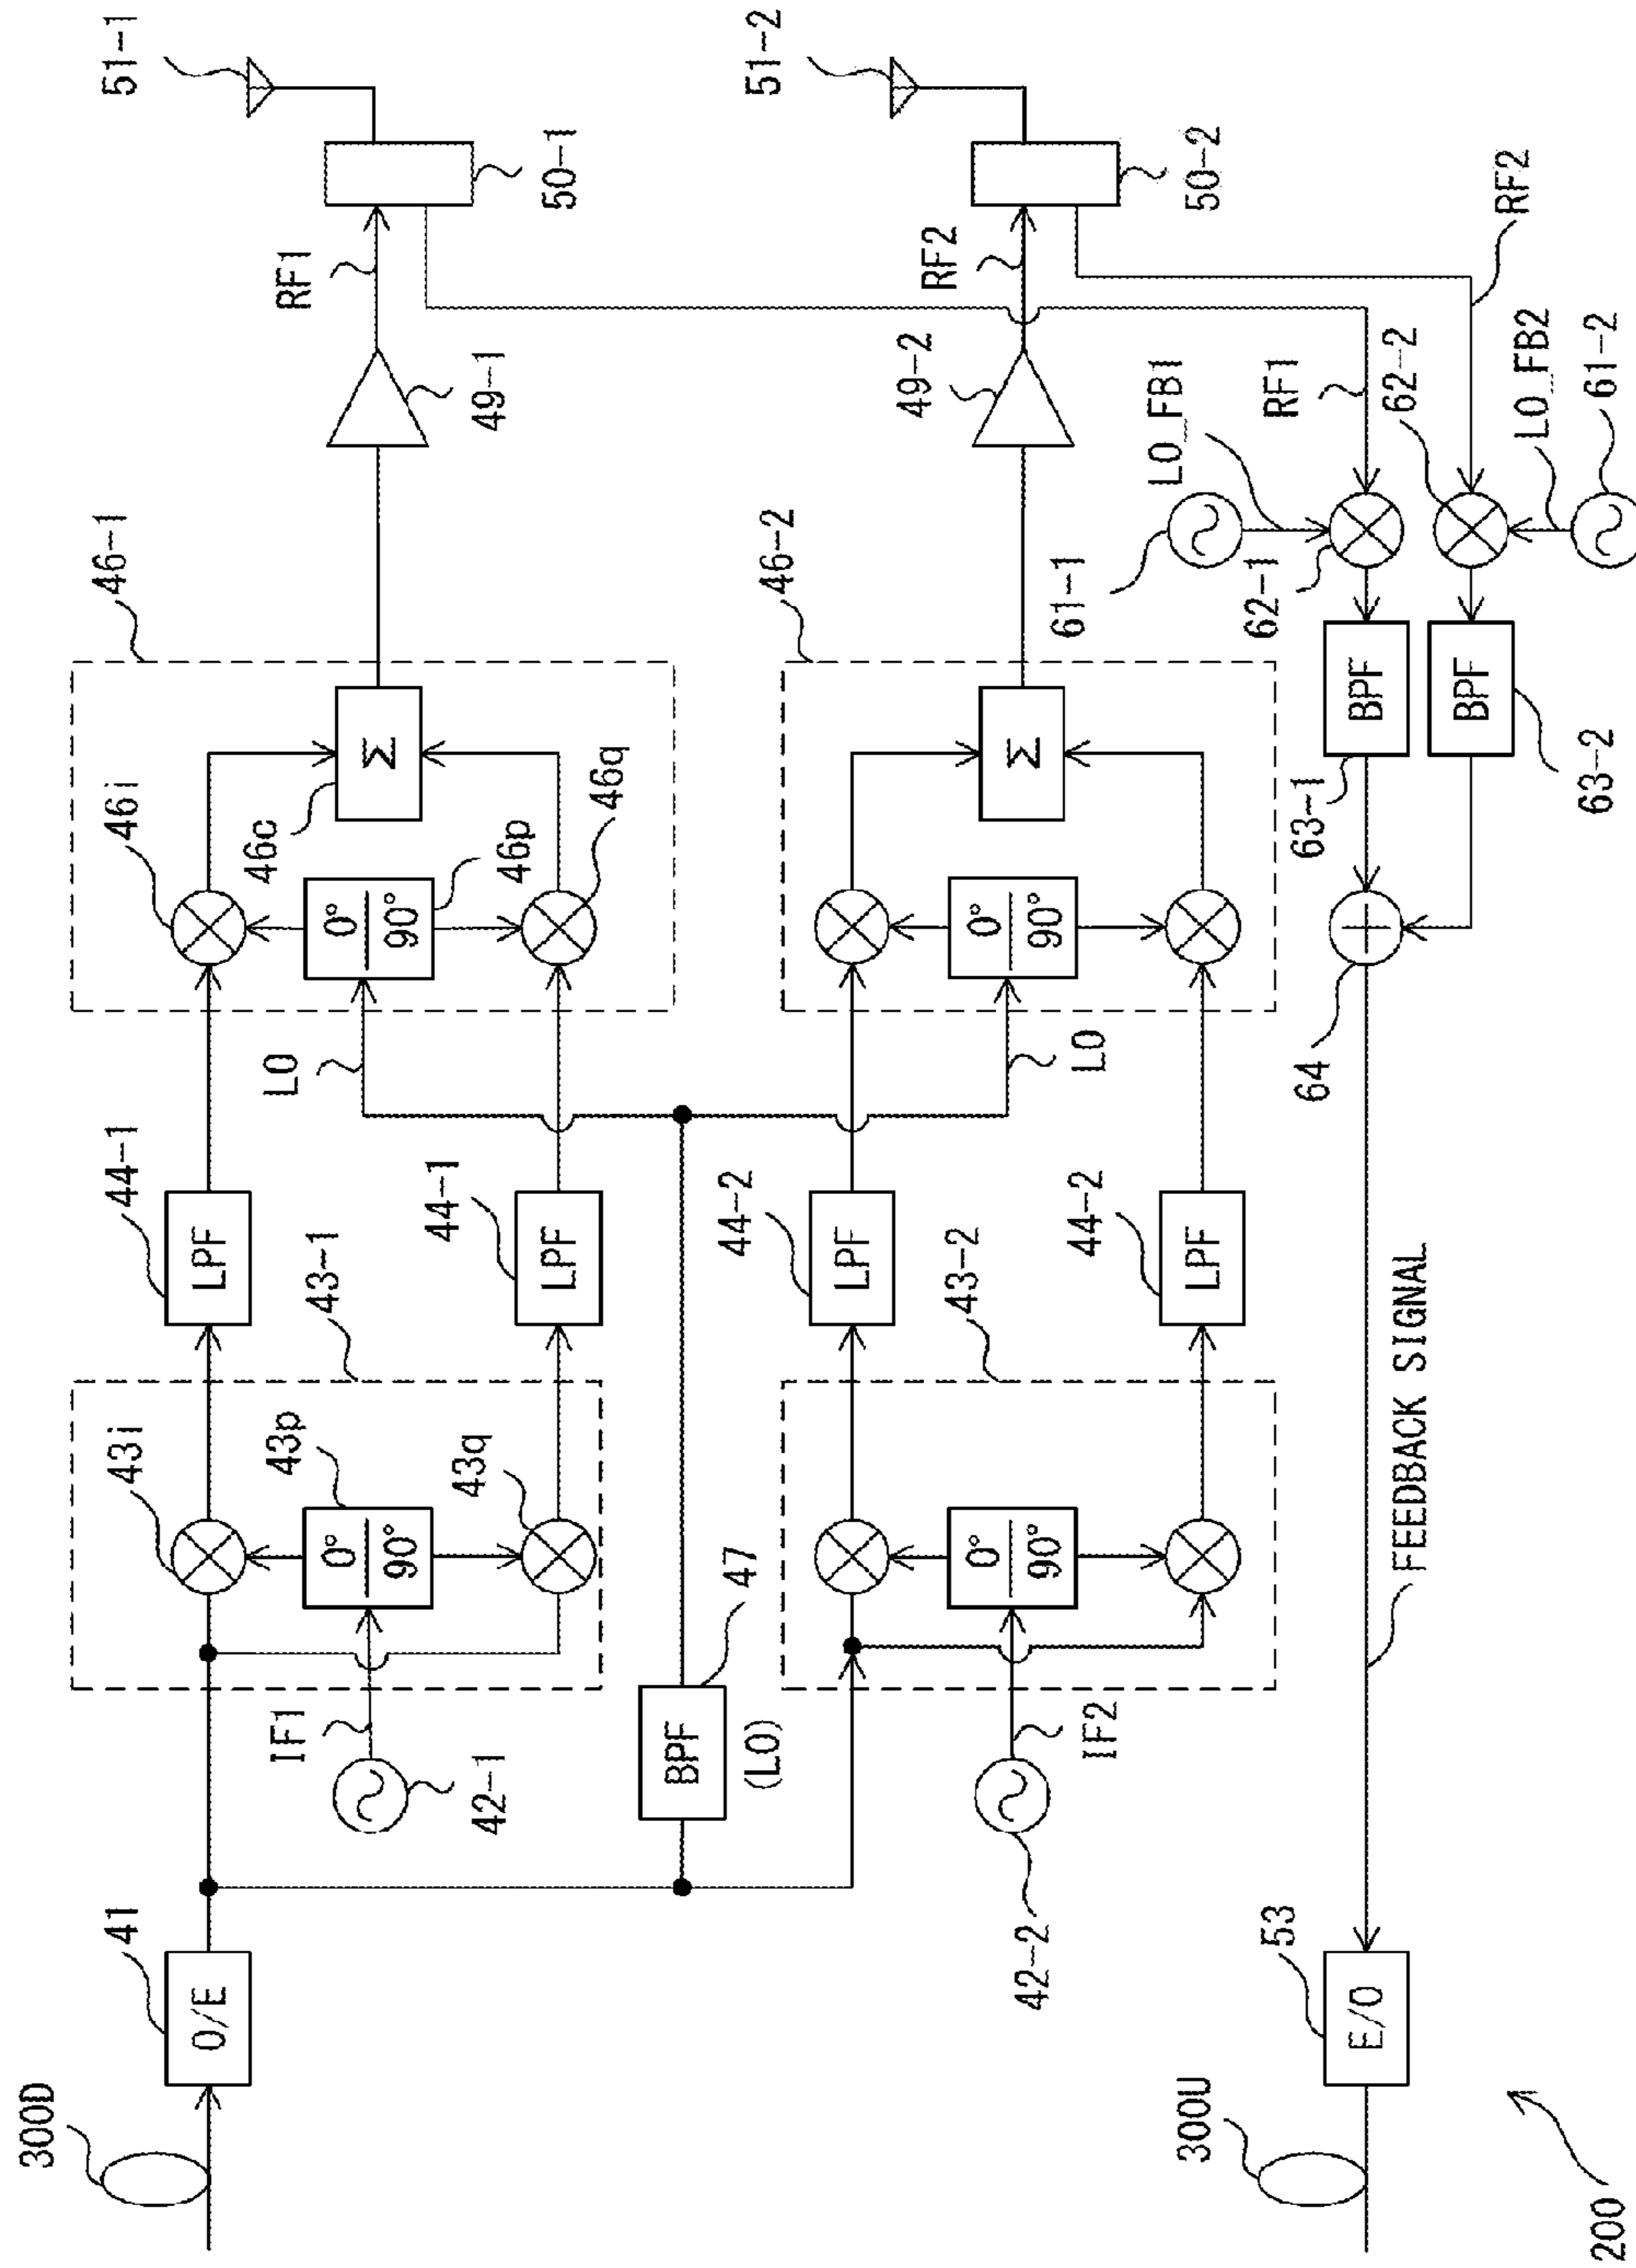 300D
O/E
41
IF1
42-1
43-1
43i
43p
0°
90°
43q
LPF
44-1
LPF
44-1
LO
46-1
46i
46c
Σ
0°
90°
46p
46q
49-1
RF1
50-1
51-1
BPF
(LO)
47
42-2
IF2
43-2
0°
90°
LPF
44-2
LPF
44-2
LO
46-2
0°
90°
Σ
49-2
RF2
50-2
51-2
61-1
LO_FB1
62-1
RF1
62-2
RF2
LO_FB2
61-2
BPF
63-1
BPF
63-2
64
FEEDBACK SIGNAL
E/O
53
300U
200